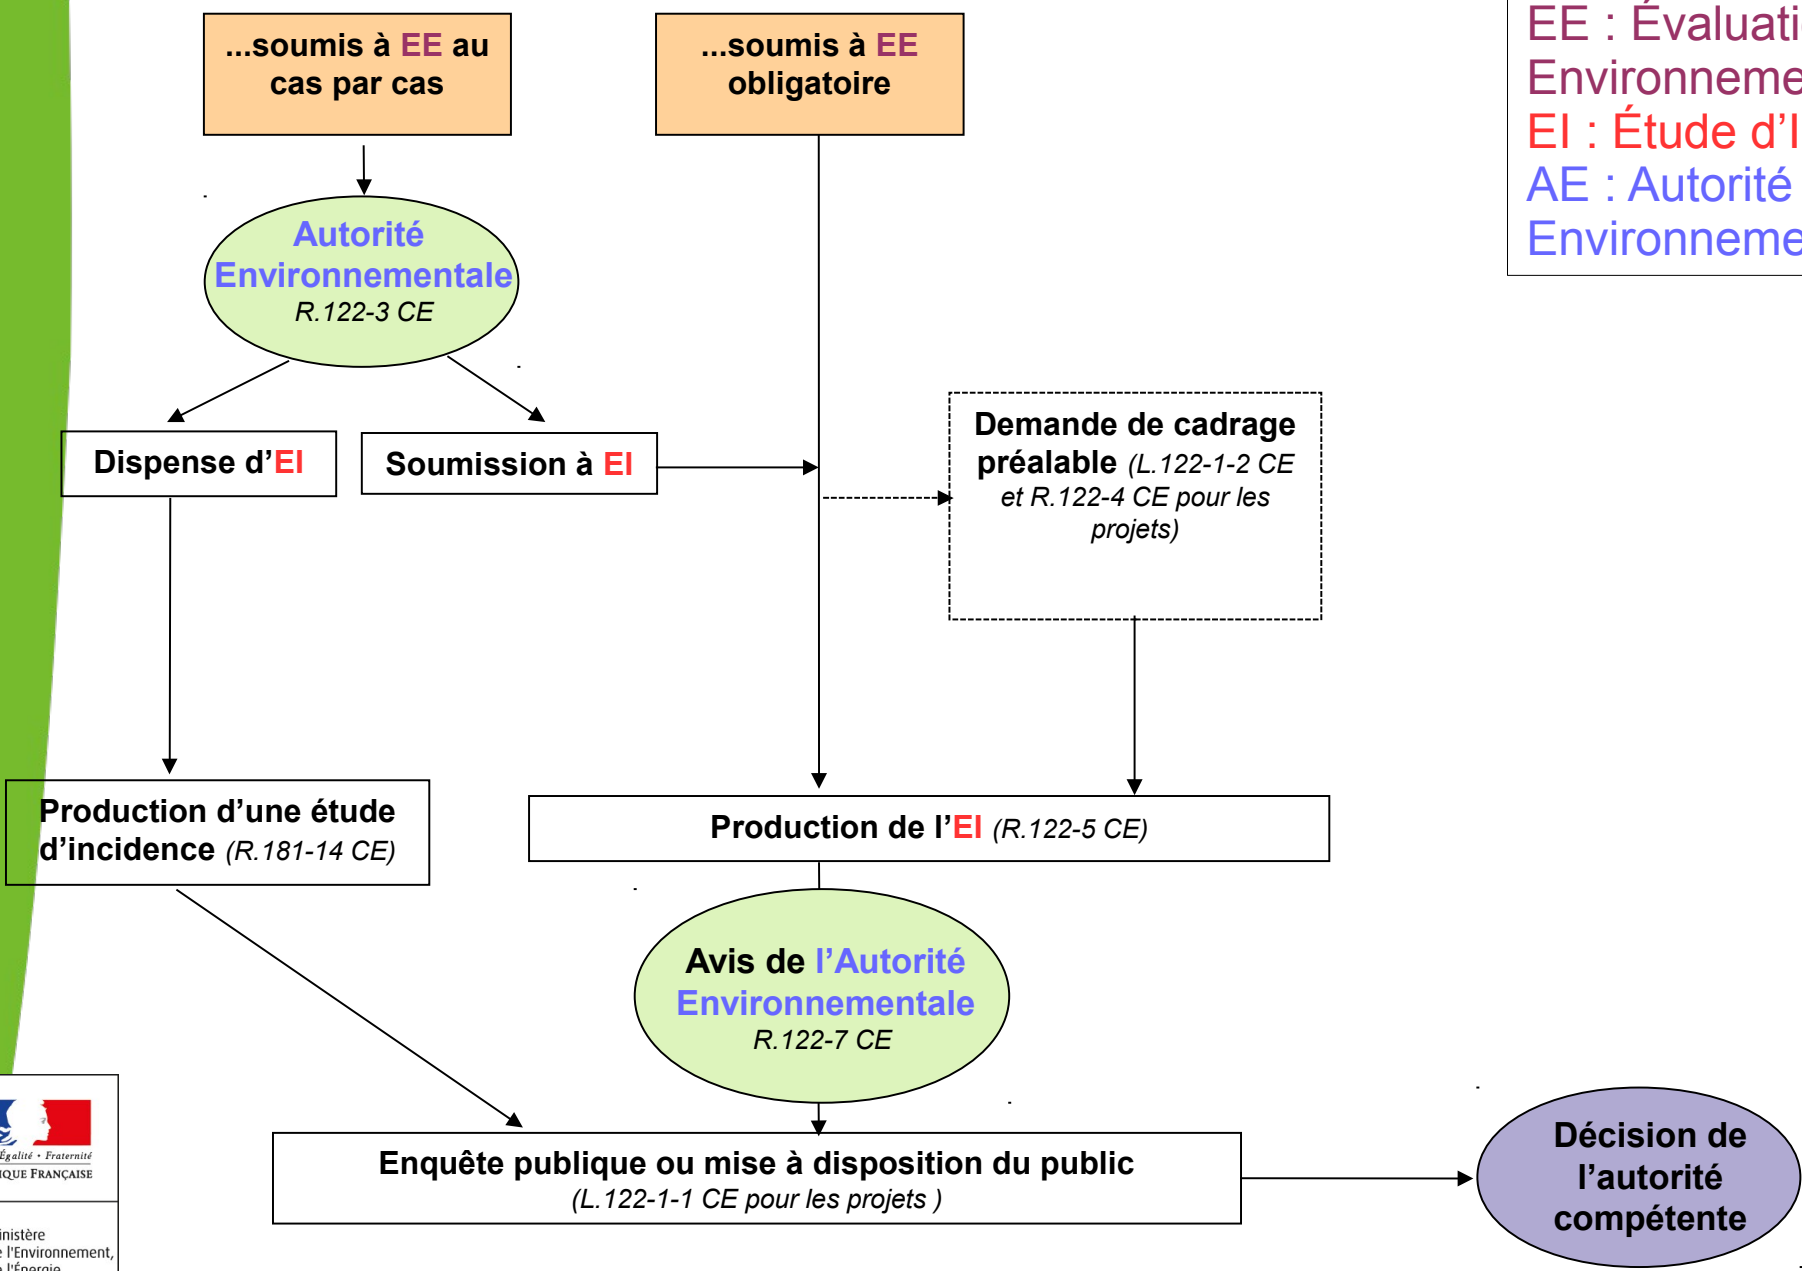 ...soumis à EE au
cas par cas
...soumis à EE
obligatoire
EE : Évaluati
Environneme
EI : Étude d’I
AE : Autorité
Environneme
Autorité
Environnementale
R.122-3 CE
Dispense d’EI
Soumission à EI
Demande de cadrage
préalable (L.122-1-2 CE
et R.122-4 CE pour les
projets)
Production d’une étude
d’incidence (R.181-14 CE)
Production de l’EI (R.122-5 CE)
Avis de l’Autorité
Environnementale
R.122-7 CE
Enquête publique ou mise à disposition du public
(L.122-1-1 CE pour les projets )
Décision de
l’autorité
compétente
Égalité • Fraternité
IQUE FRANÇAISE
inistère
e l'Environnement,
e l'Énergie